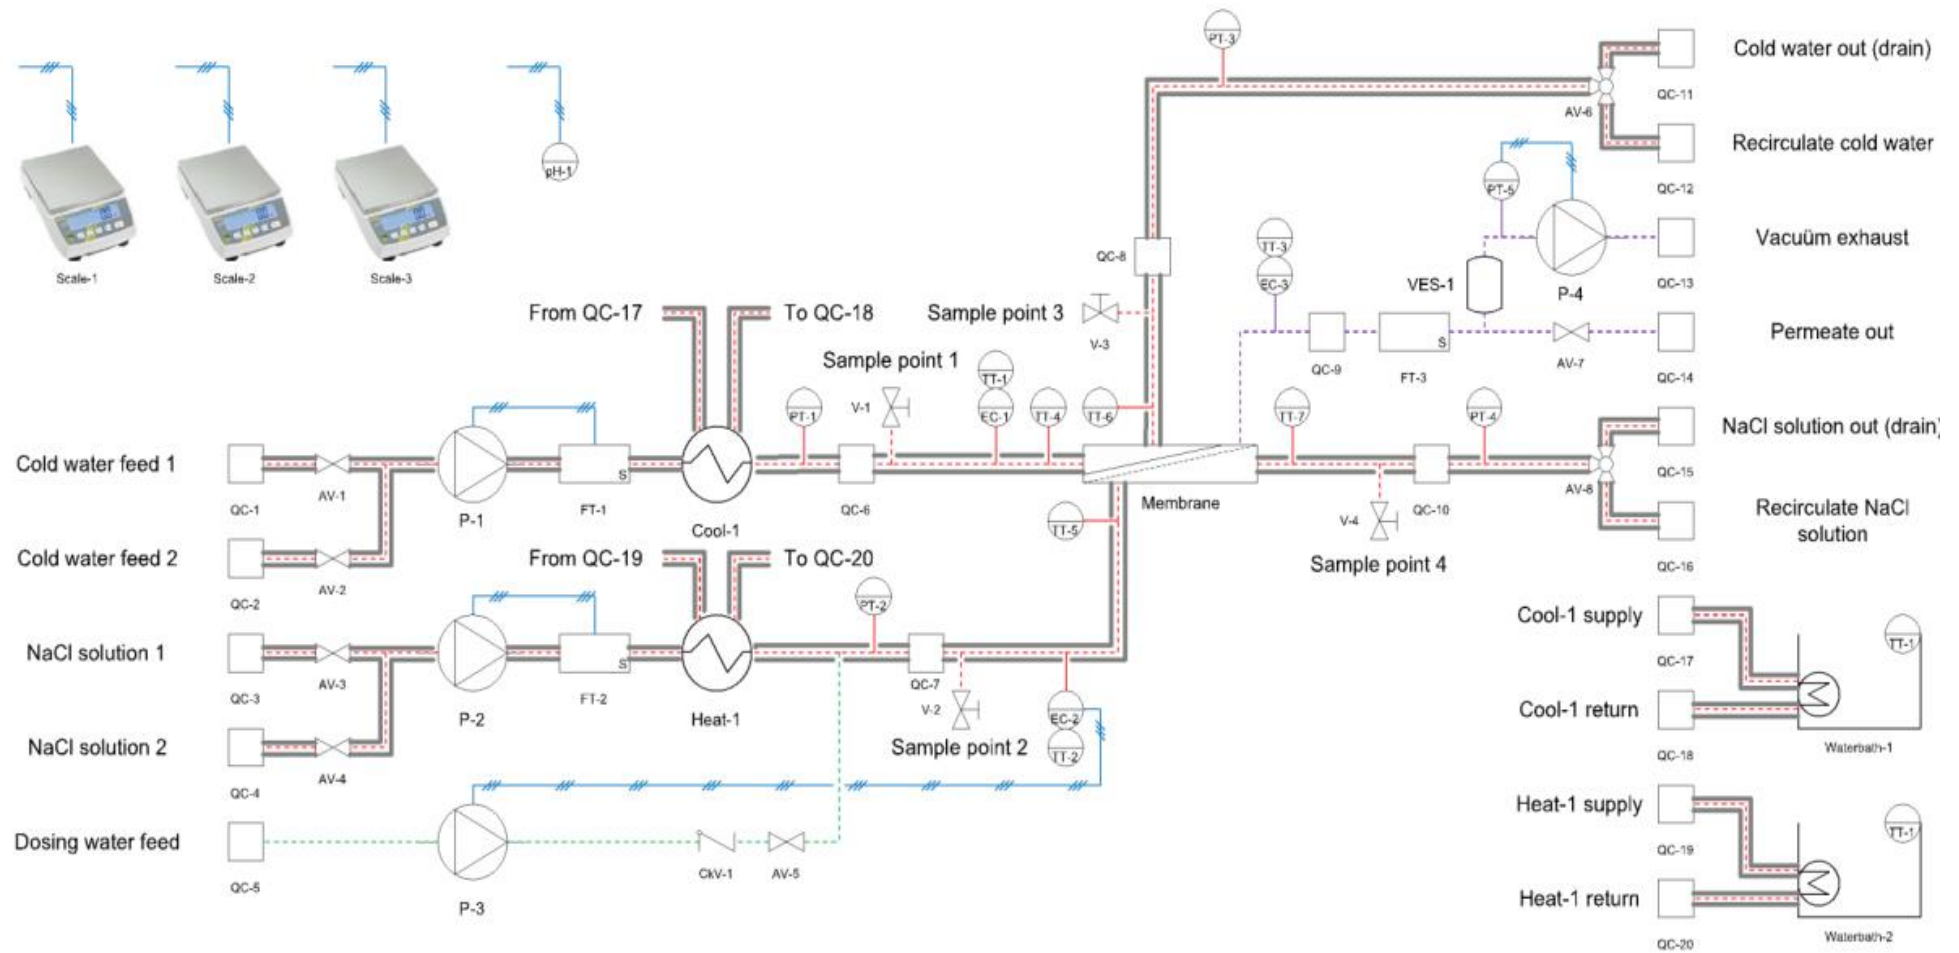 PT-3
Cold water out (drain)
QC-11
AV-6
Recirculate cold water
QC-12
pH-1
PT-5
Scale-1
Scale-2
Scale-3
QC-8
TT-3
EC-3
VES-1
P-4
Vacuüm exhaust
QC-13
From QC-17
To QC-18
Sample point 3
V-3
QC-9
S
FT-3
AV-7
Permeate out
QC-14
Sample point 1
V-1
PT-1
TT-1
EC-1
TT-4
TT-6
TT-7
PT-4
NaCl solution out (drain)
QC-15
AV-8
Cold water feed 1
QC-1
AV-1
P-1
S
FT-1
Cool-1
QC-6
Membrane
V-4
QC-10
Sample point 4
Recirculate NaCl
solution
QC-16
TT-5
Cold water feed 2
QC-2
AV-2
From QC-19
To QC-20
PT-2
NaCl solution 1
QC-3
AV-3
P-2
S
FT-2
Heat-1
QC-7
V-2
Sample point 2
EC-2
TT-2
NaCl solution 2
QC-4
AV-4
Dosing water feed
QC-5
P-3
CkV-1
AV-5
Cool-1 supply
QC-17
TT-1
Cool-1 return
QC-18
Waterbath-1
Heat-1 supply
QC-19
TT-1
Heat-1 return
QC-20
Waterbath-2